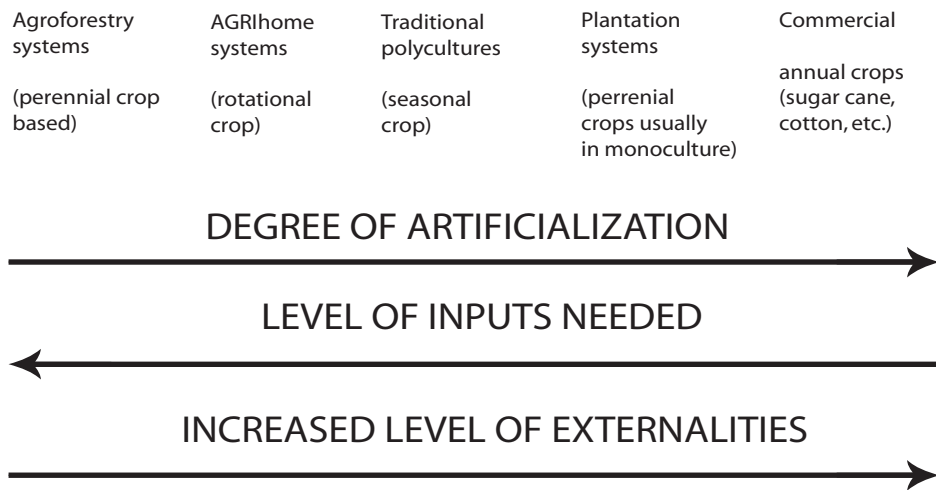 Agroforestry
systems
(perennial crop
based)
AGRIhome
systems
(rotational
crop)
Traditional
polycultures
(seasonal
crop)
Plantation
systems
(perrenial
crops usually
in monoculture)
Commercial
annual crops
(sugar cane,
cotton, etc.)
DEGREE OF ARTIFICIALIZATION
LEVEL OF INPUTS NEEDED
INCREASED LEVEL OF EXTERNALITIES